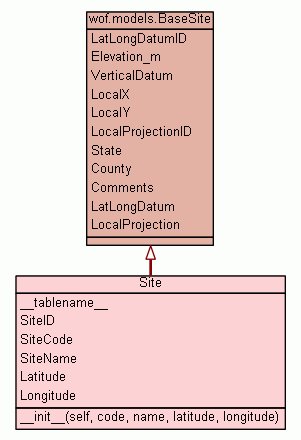 wof.models.BaseSite
LatLongDatumID
Elevation_m
VerticalDatum
LocalX
LocalY
LocalProjectionID
State
County
Comments
LatLongDatum
LocalProjection
Site
__tablename__
SiteID
SiteCode
SiteName
Latitude
Longitude
__init__(self, code, name, latitude, longitude)